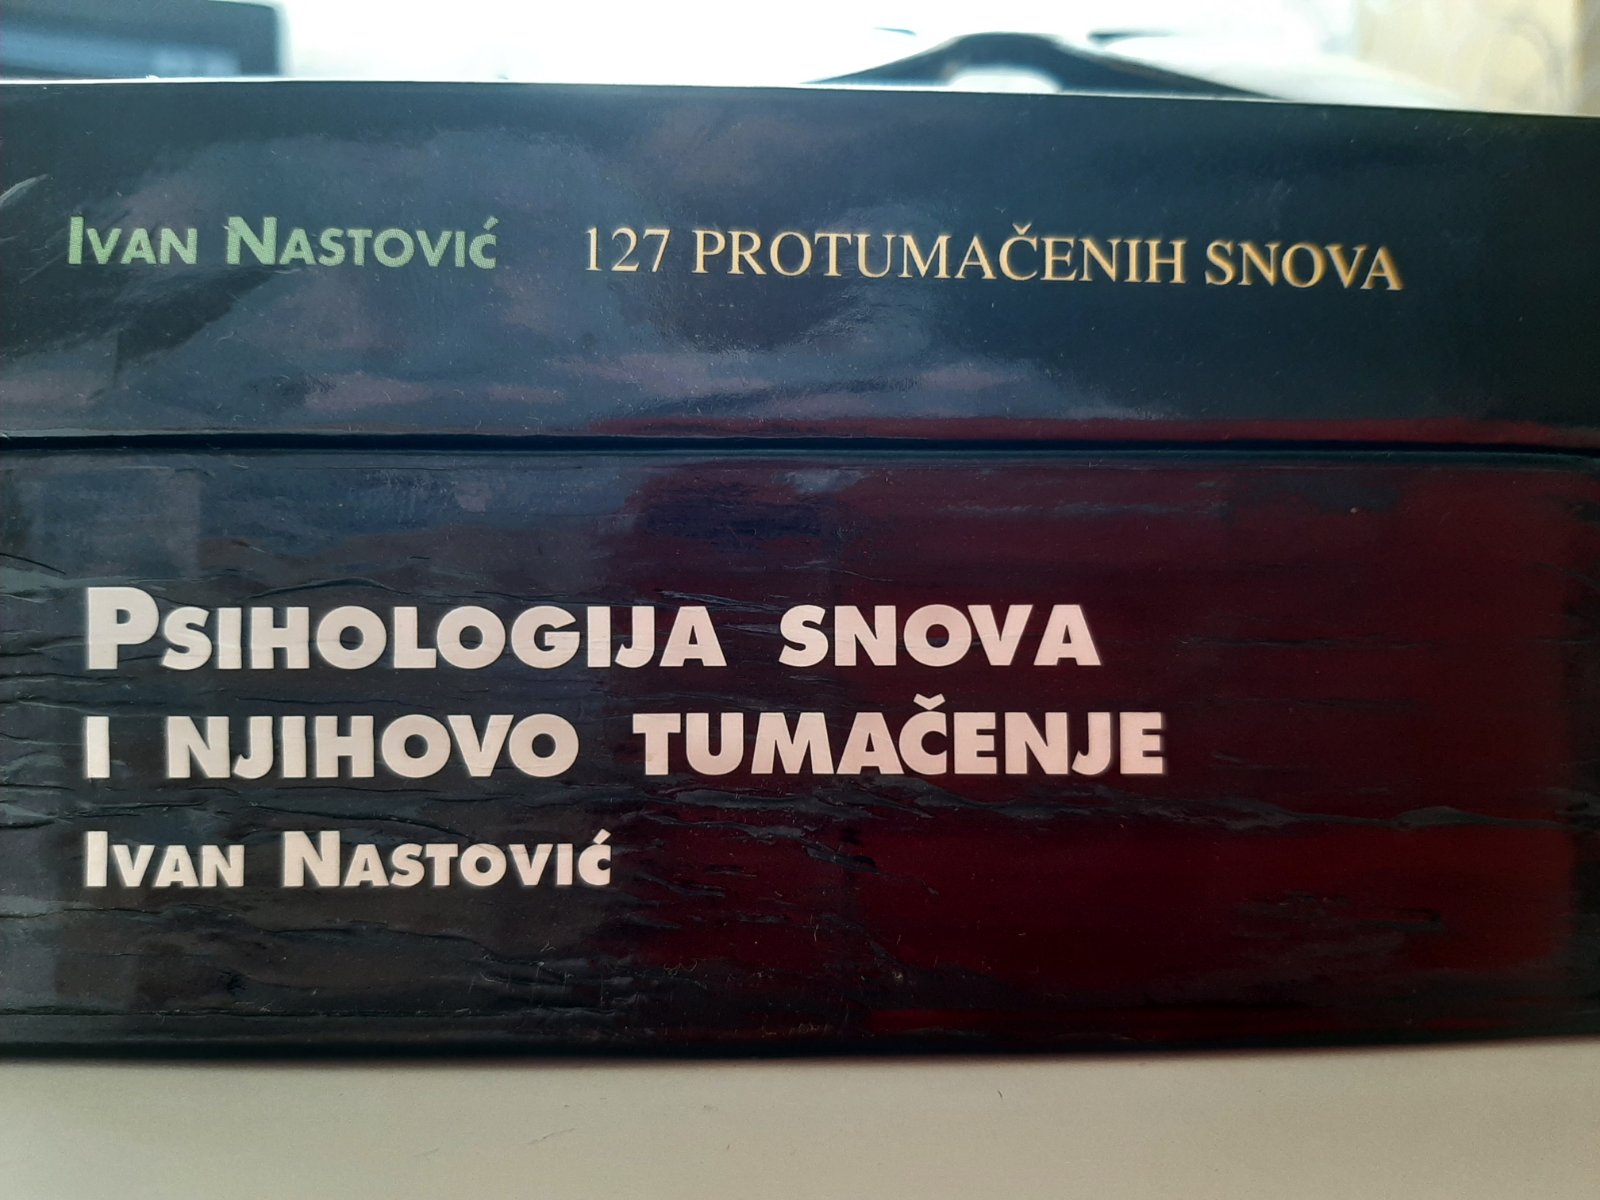 Ivan Nastović 127 PROTUMAČENIH SNOVA
Psihologija snova
i njihovo tumačenje
Ivan Nastović